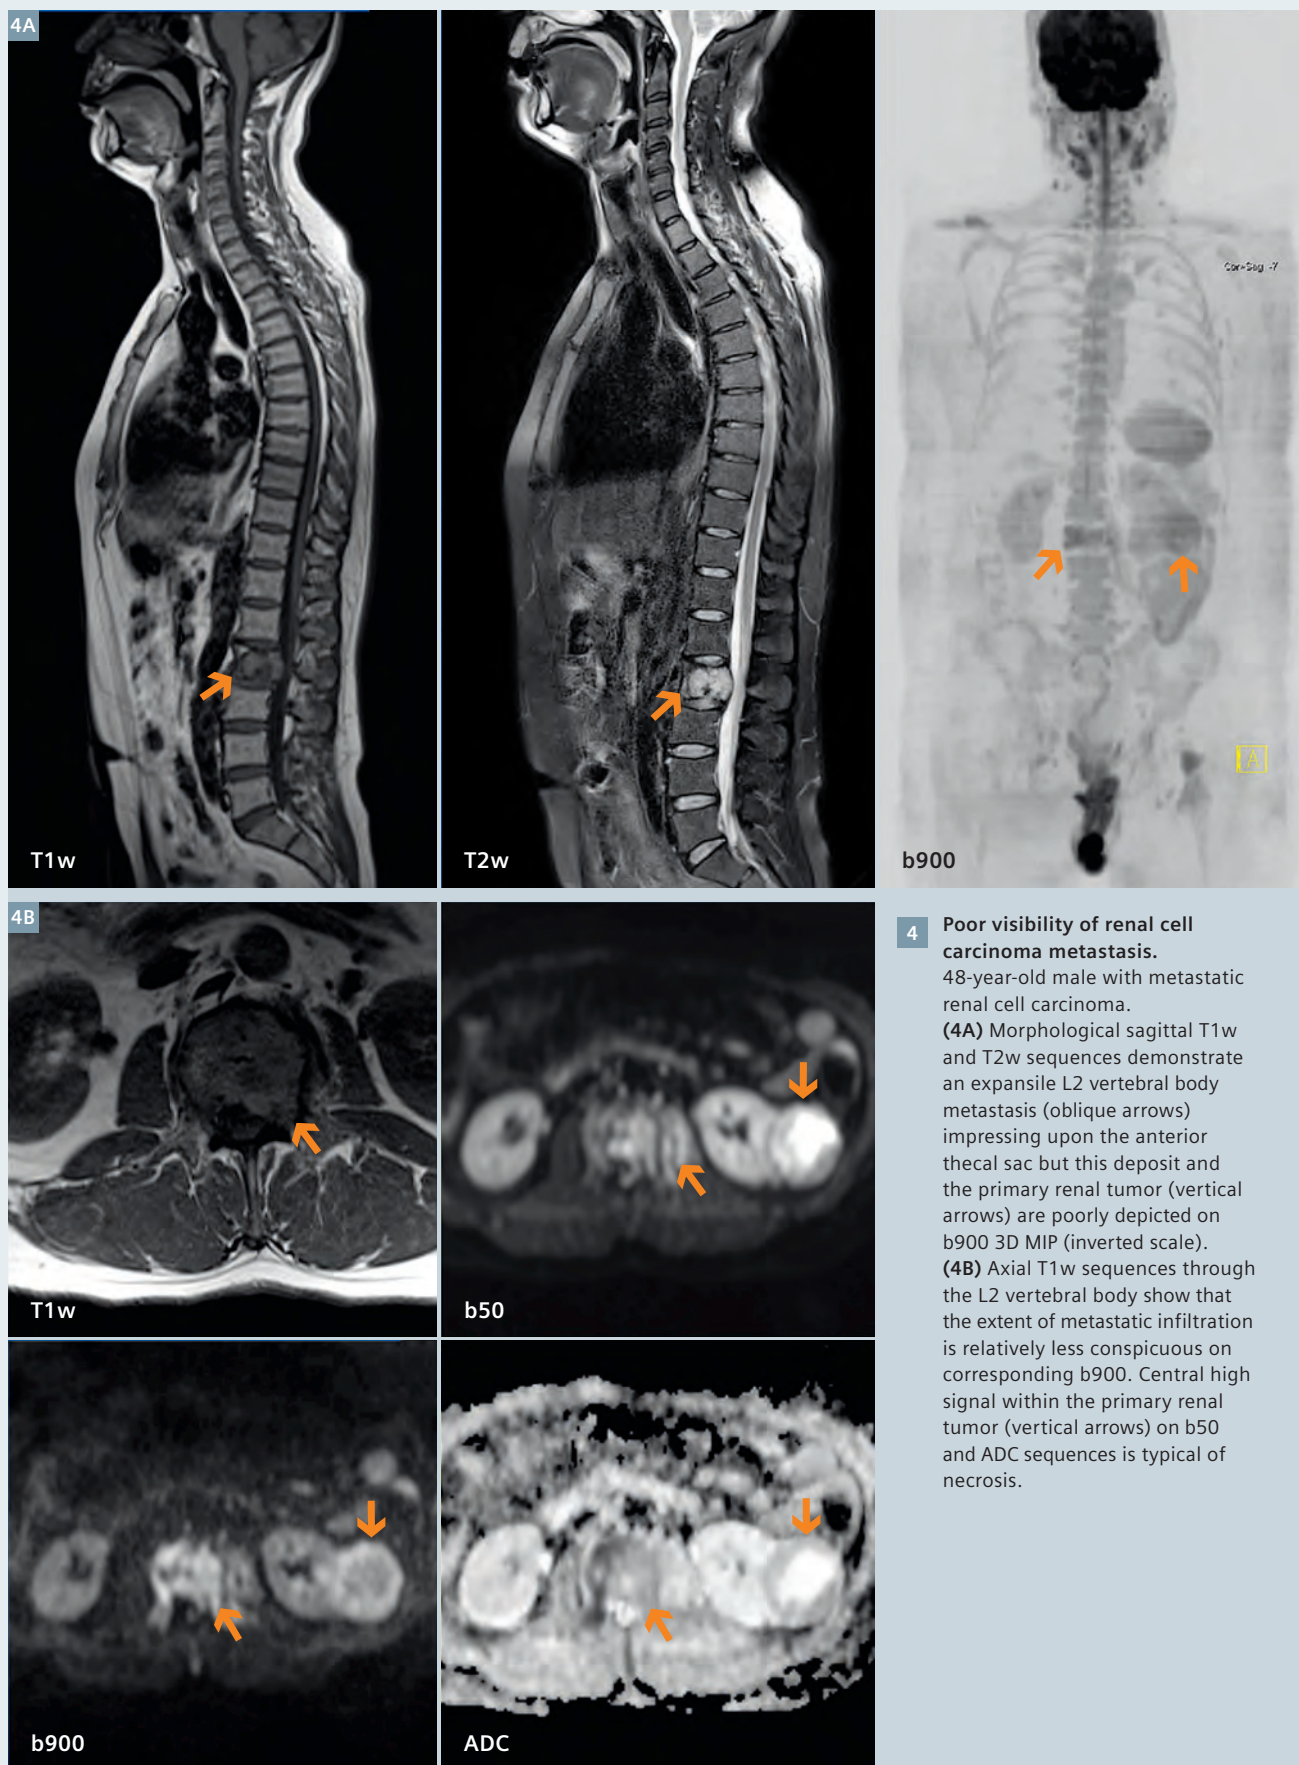 4A
Cor>Sag -7
A
T1w
T2w
b900
4B
T1w
b50
b900
ADC
4
Poor visibility of renal cell
carcinoma metastasis.
48-year-old male with metastatic
renal cell carcinoma.
(4A) Morphological sagittal T1w
and T2w sequences demonstrate
an expansile L2 vertebral body
metastasis (oblique arrows)
impressing upon the anterior
thecal sac but this deposit and
the primary renal tumor (vertical
arrows) are poorly depicted on
b900 3D MIP (inverted scale).
(4B) Axial T1w sequences through
the L2 vertebral body show that
the extent of metastatic infiltration
is relatively less conspicuous on
corresponding b900. Central high
signal within the primary renal
tumor (vertical arrows) on b50
and ADC sequences is typical of
necrosis.